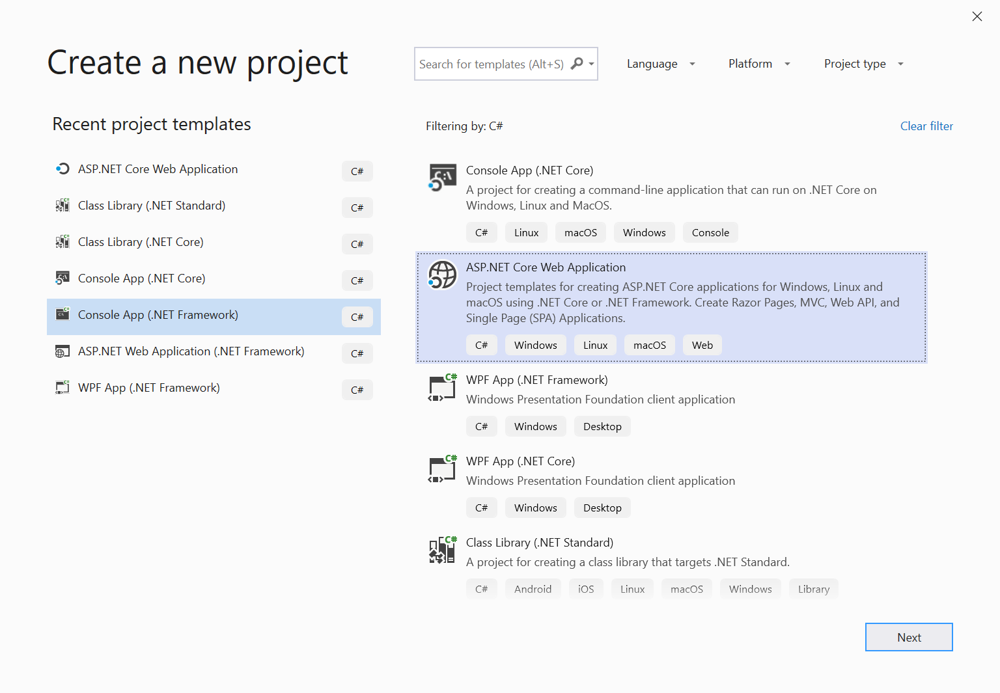 Create a new project
Search for templates (Alt+S)
Language
Platform
Project type
Recent project templates
ASP.NET Core Web Application
C#
Class Library (.NET Standard)
C#
Class Library (.NET Core)
C#
Console App (.NET Core)
C#
Console App (.NET Framework)
C#
ASP.NET Web Application (.NET Framework)
C#
WPF App (.NET Framework)
C#
Filtering by: C#
Clear filter
Console App (.NET Core)
A project for creating a command-line application that can run on .NET Core on
Windows, Linux and MacOS.
C# Linux macOS Windows Console
ASP.NET Core Web Application
Project templates for creating ASP.NET Core applications for Windows, Linux and
macOS using .NET Core or .NET Framework. Create Razor Pages, MVC, Web API, and
Single Page (SPA) Applications.
C# Windows Linux macOS Web
WPF App (.NET Framework)
Windows Presentation Foundation client application
C# Windows Desktop
WPF App (.NET Core)
Windows Presentation Foundation client application
C# Windows Desktop
Class Library (.NET Standard)
A project for creating a class library that targets .NET Standard.
C# Android iOS Linux macOS Windows Library
Next